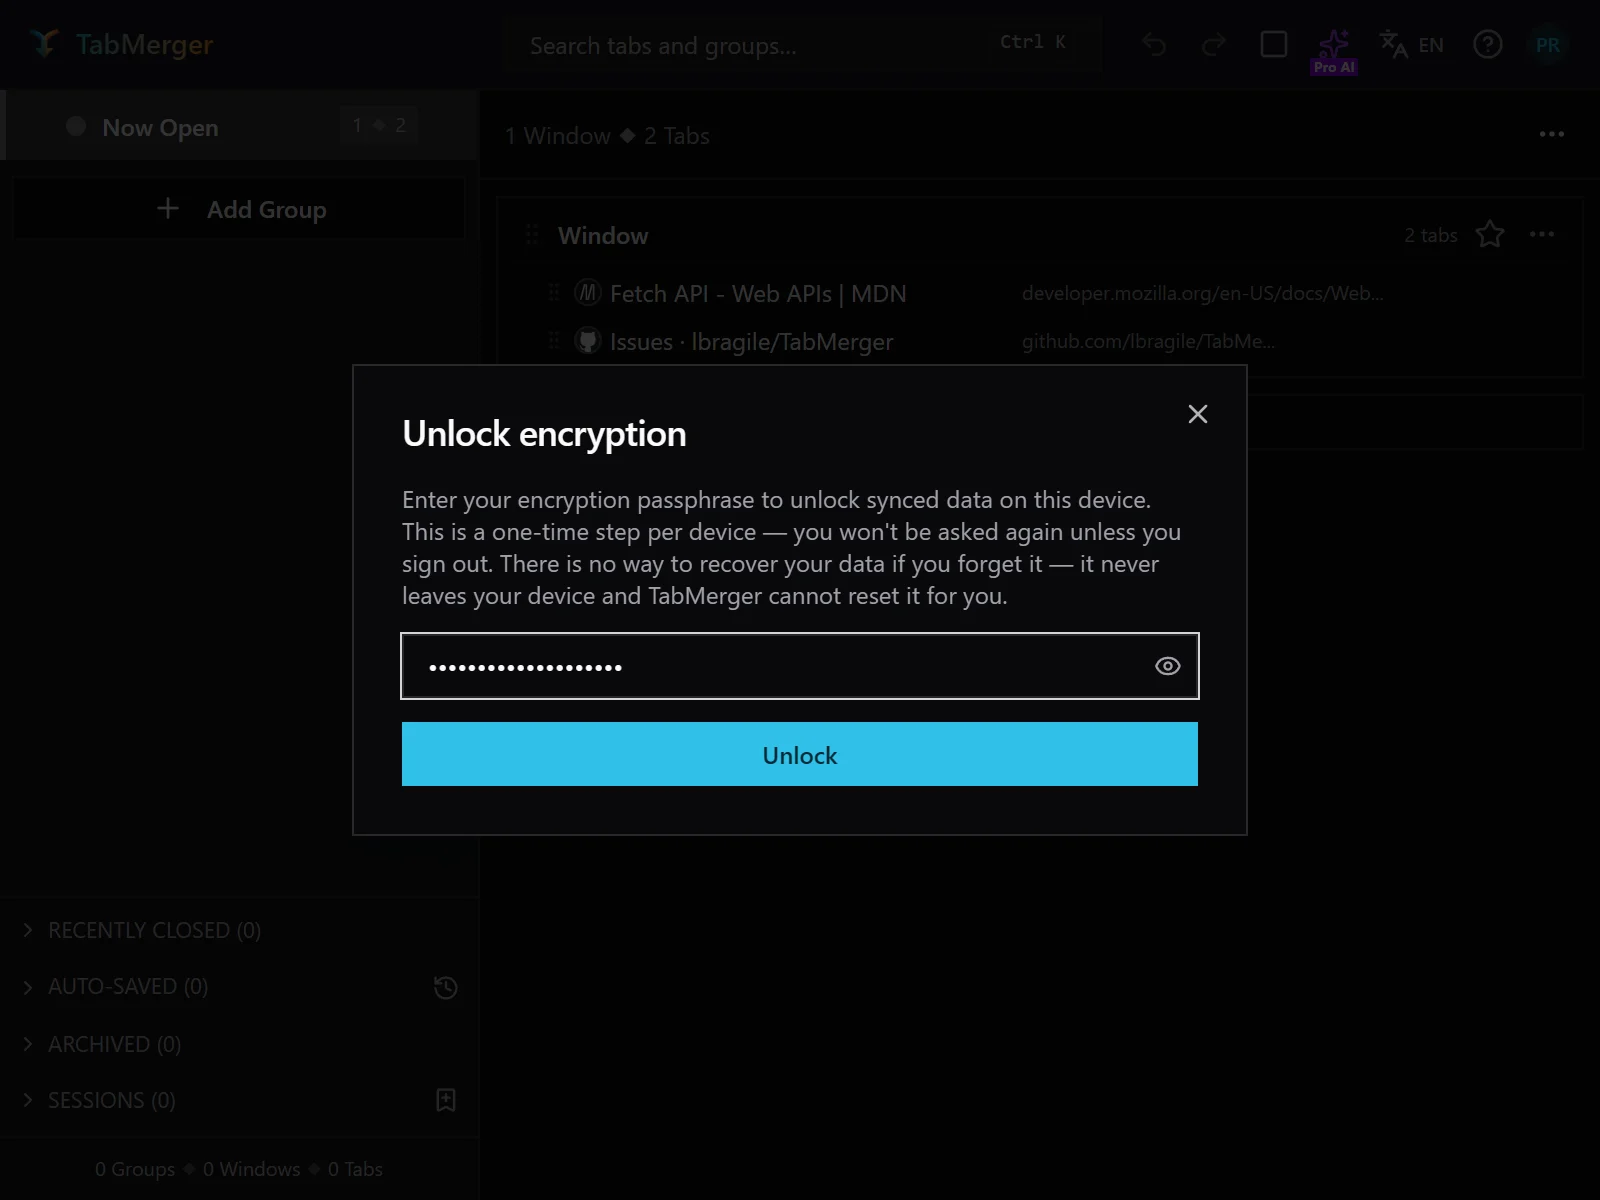 TabMerger
Search tabs and groups...
Ctrl K
Pro AI
EN
PR
Now Open
1 ◆ 2
1 Window ◆ 2 Tabs
Add Group
Window
2 tabs
Fetch API - Web APIs | MDN
developer.mozilla.org/en-US/docs/Web...
Issues · lbragile/TabMerger
github.com/lbragile/TabMe...
Unlock encryption
Enter your encryption passphrase to unlock synced data on this device.
This is a one-time step per device — you won't be asked again unless you
sign out. There is no way to recover your data if you forget it — it never
leaves your device and TabMerger cannot reset it for you.
Unlock
RECENTLY CLOSED (0)
AUTO-SAVED (0)
ARCHIVED (0)
SESSIONS (0)
0 Groups ◆ 0 Windows ◆ 0 Tabs